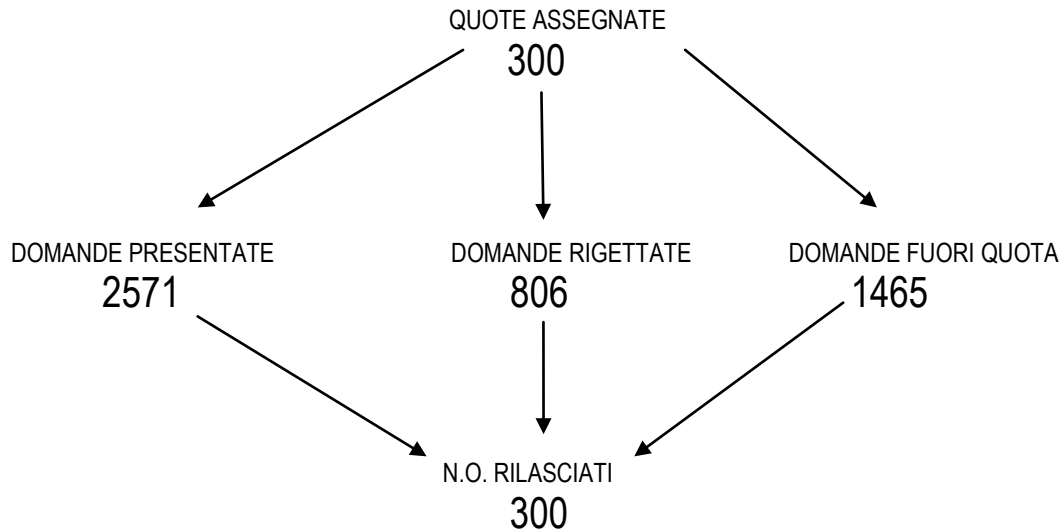 QUOTE ASSEGNATE
300
DOMANDE PRESENTATE
2571
DOMANDE RIGETTATE
806
DOMANDE FUORI QUOTA
1465
N.O. RILASCIATI
300